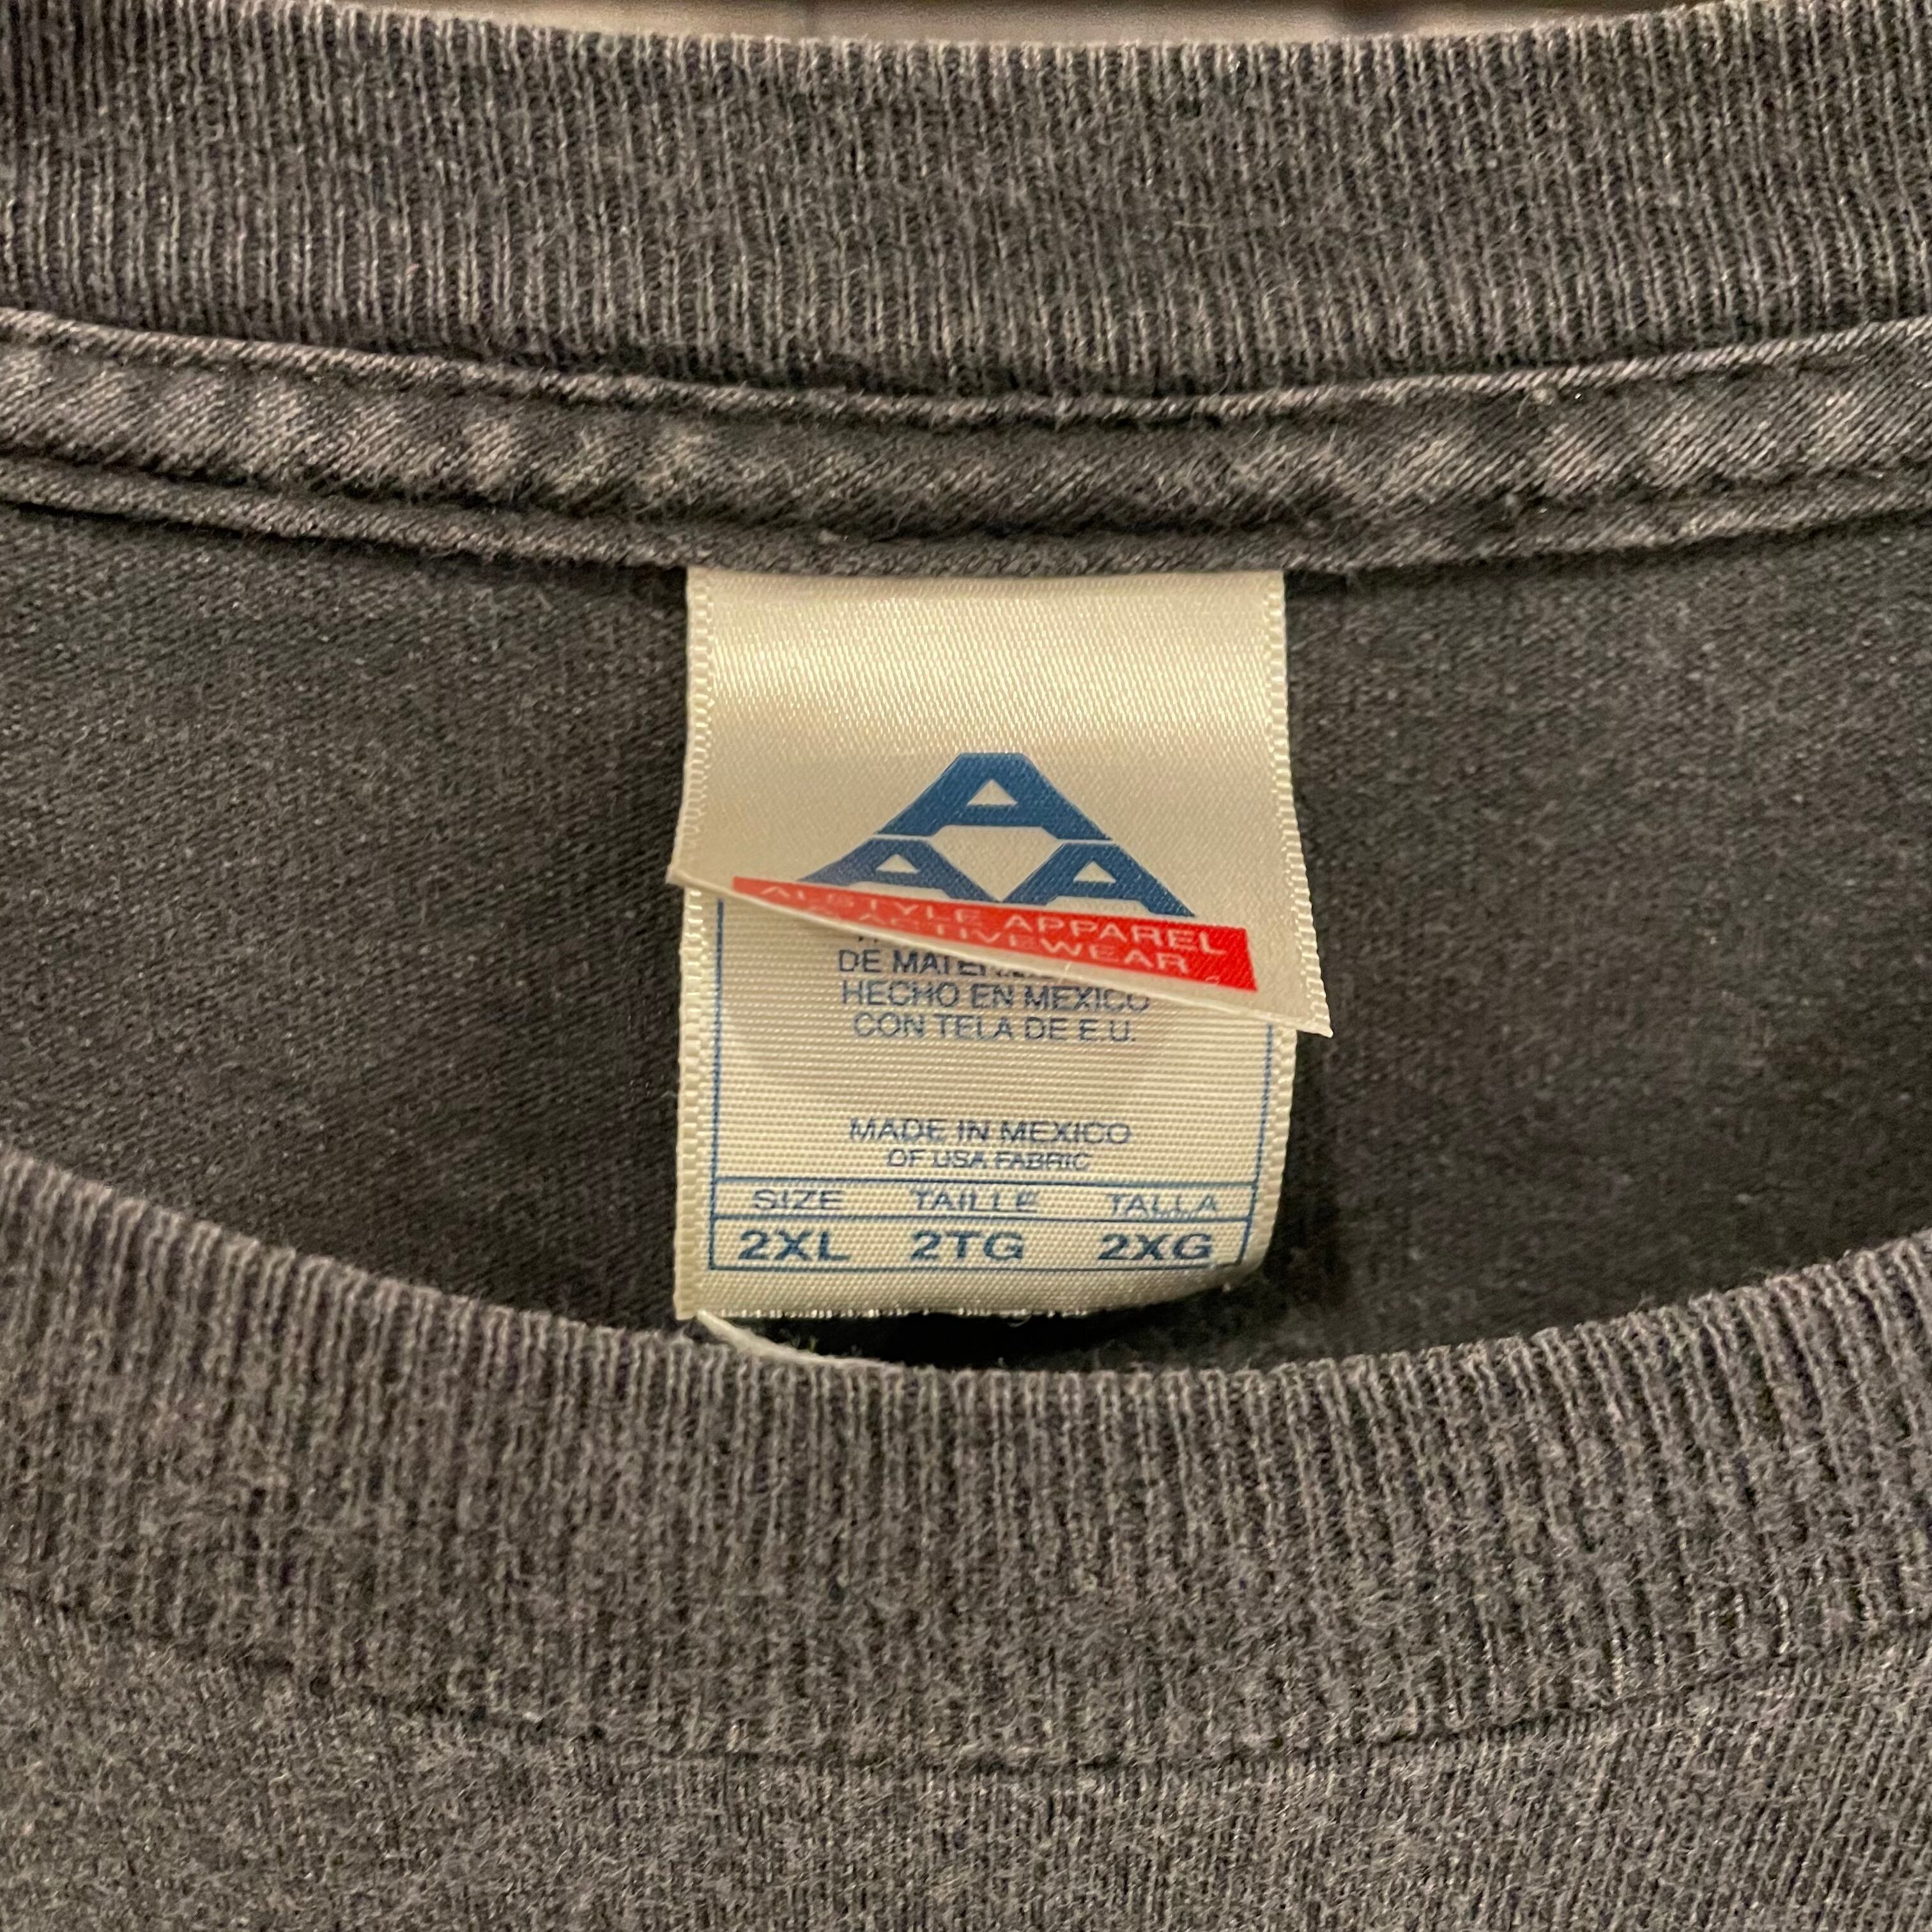 A
A A
ALSTYLE APPAREL
& ACTIVEWEAR
DE
HECHO EN MEXICO
CON TELA DE E.U.
MADE IN MEXICO
OF USA FABRIC
SIZE TAILLE TALLA
2XL 2TG 2XG